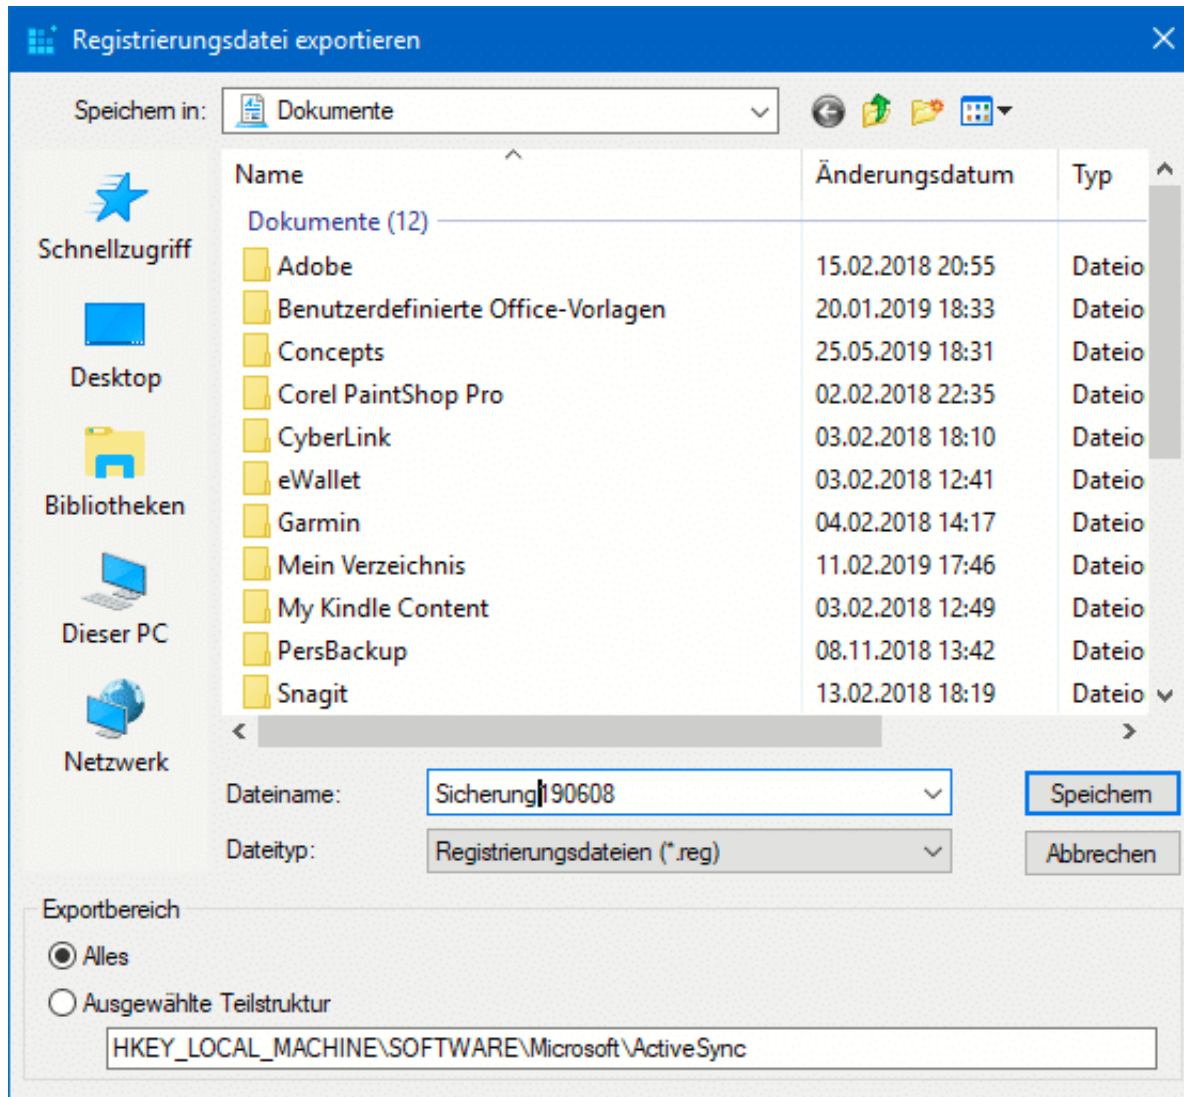 Registrierungsdatei exportieren
Speichern in: Dokumente
Name Änderungsdatum Typ
Dokumente (12)
Adobe 15.02.2018 20:55 Dateio
Benutzerdefinierte Office-Vorlagen 20.01.2019 18:33 Dateio
Concepts 25.05.2019 18:31 Dateio
Corel PaintShop Pro 02.02.2018 22:35 Dateio
CyberLink 03.02.2018 18:10 Dateio
eWallet 03.02.2018 12:41 Dateio
Garmin 04.02.2018 14:17 Dateio
Mein Verzeichnis 11.02.2019 17:46 Dateio
My Kindle Content 03.02.2018 12:49 Dateio
PersBackup 08.11.2018 13:42 Dateio
Snagit 13.02.2018 18:19 Dateio
Schnellzugriff
Desktop
Bibliotheken
Dieser PC
Netzwerk
Dateiname: Sicherung190608 Speichern
Dateityp: Registrierungsdateien (*.reg) Abbrechen
Exportbereich
Alles
Ausgewählte Teilstruktur
HKEY_LOCAL_MACHINE\SOFTWARE\Microsoft\ActiveSync